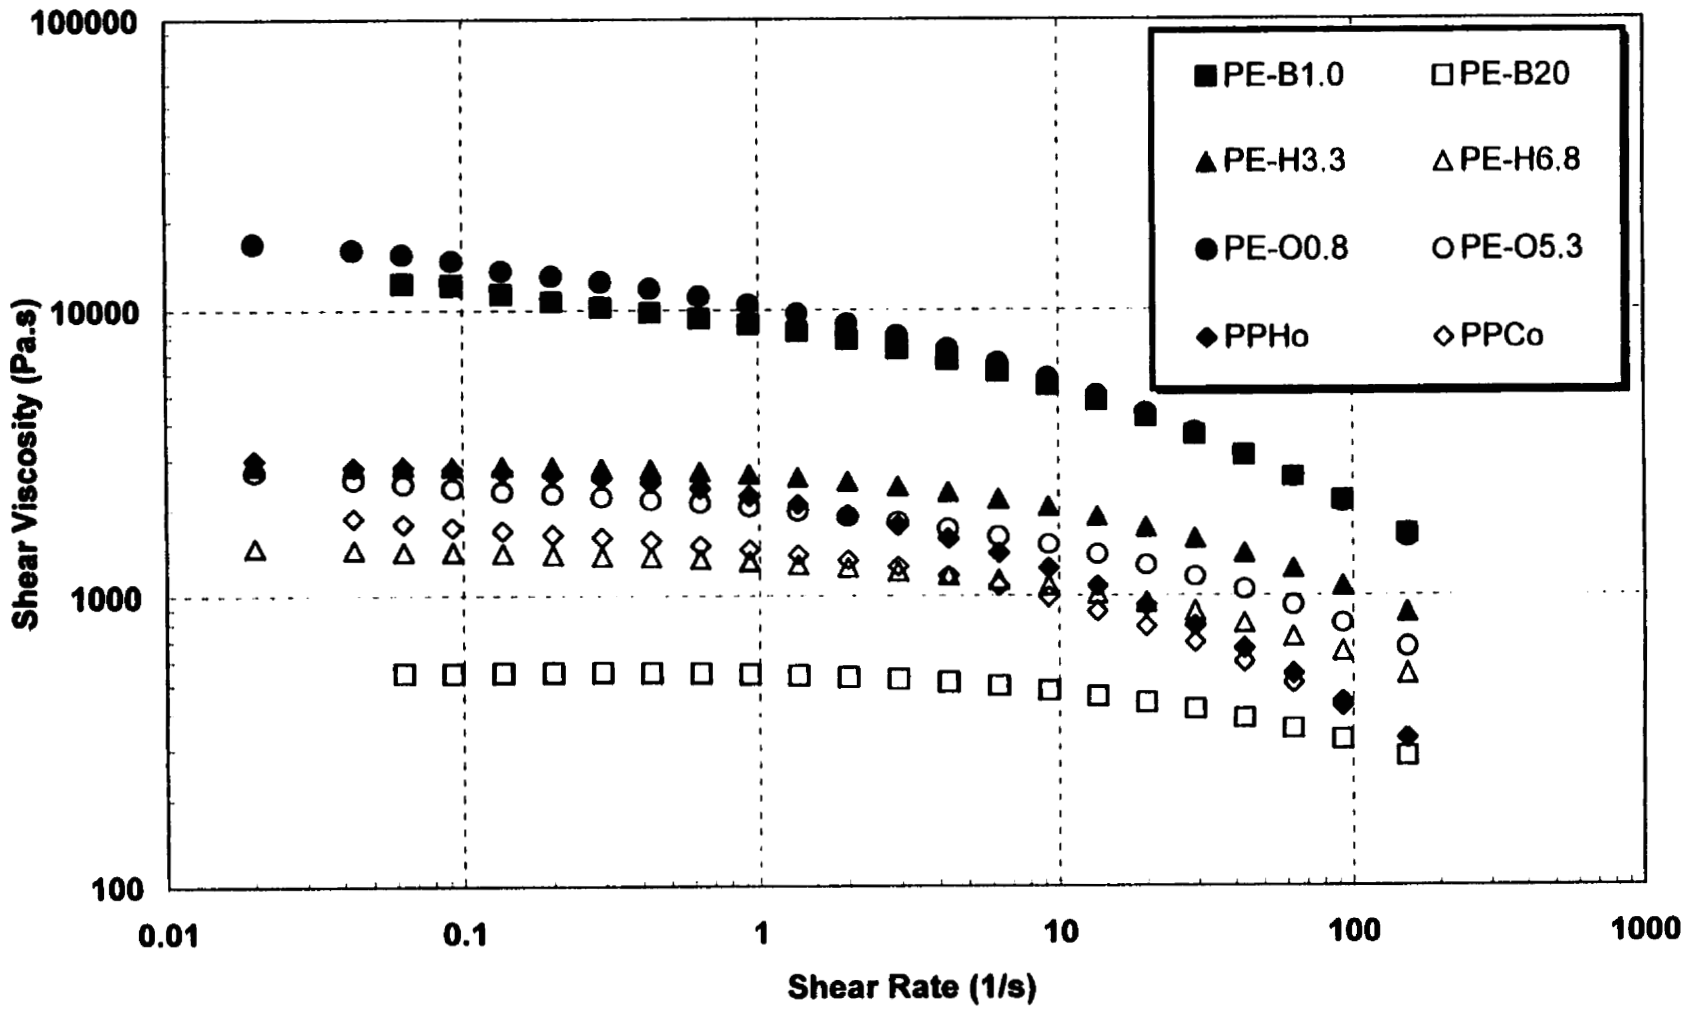 100000
10000
1000
100
Shear Viscosity (Pa.s)
PE-B1.0 PE-B20
PE-H3.3 PE-H6.8
PE-O0.8 PE-O5.3
PPHo PPCo
0.01 0.1 1 10 100 1000
Shear Rate (1/s)